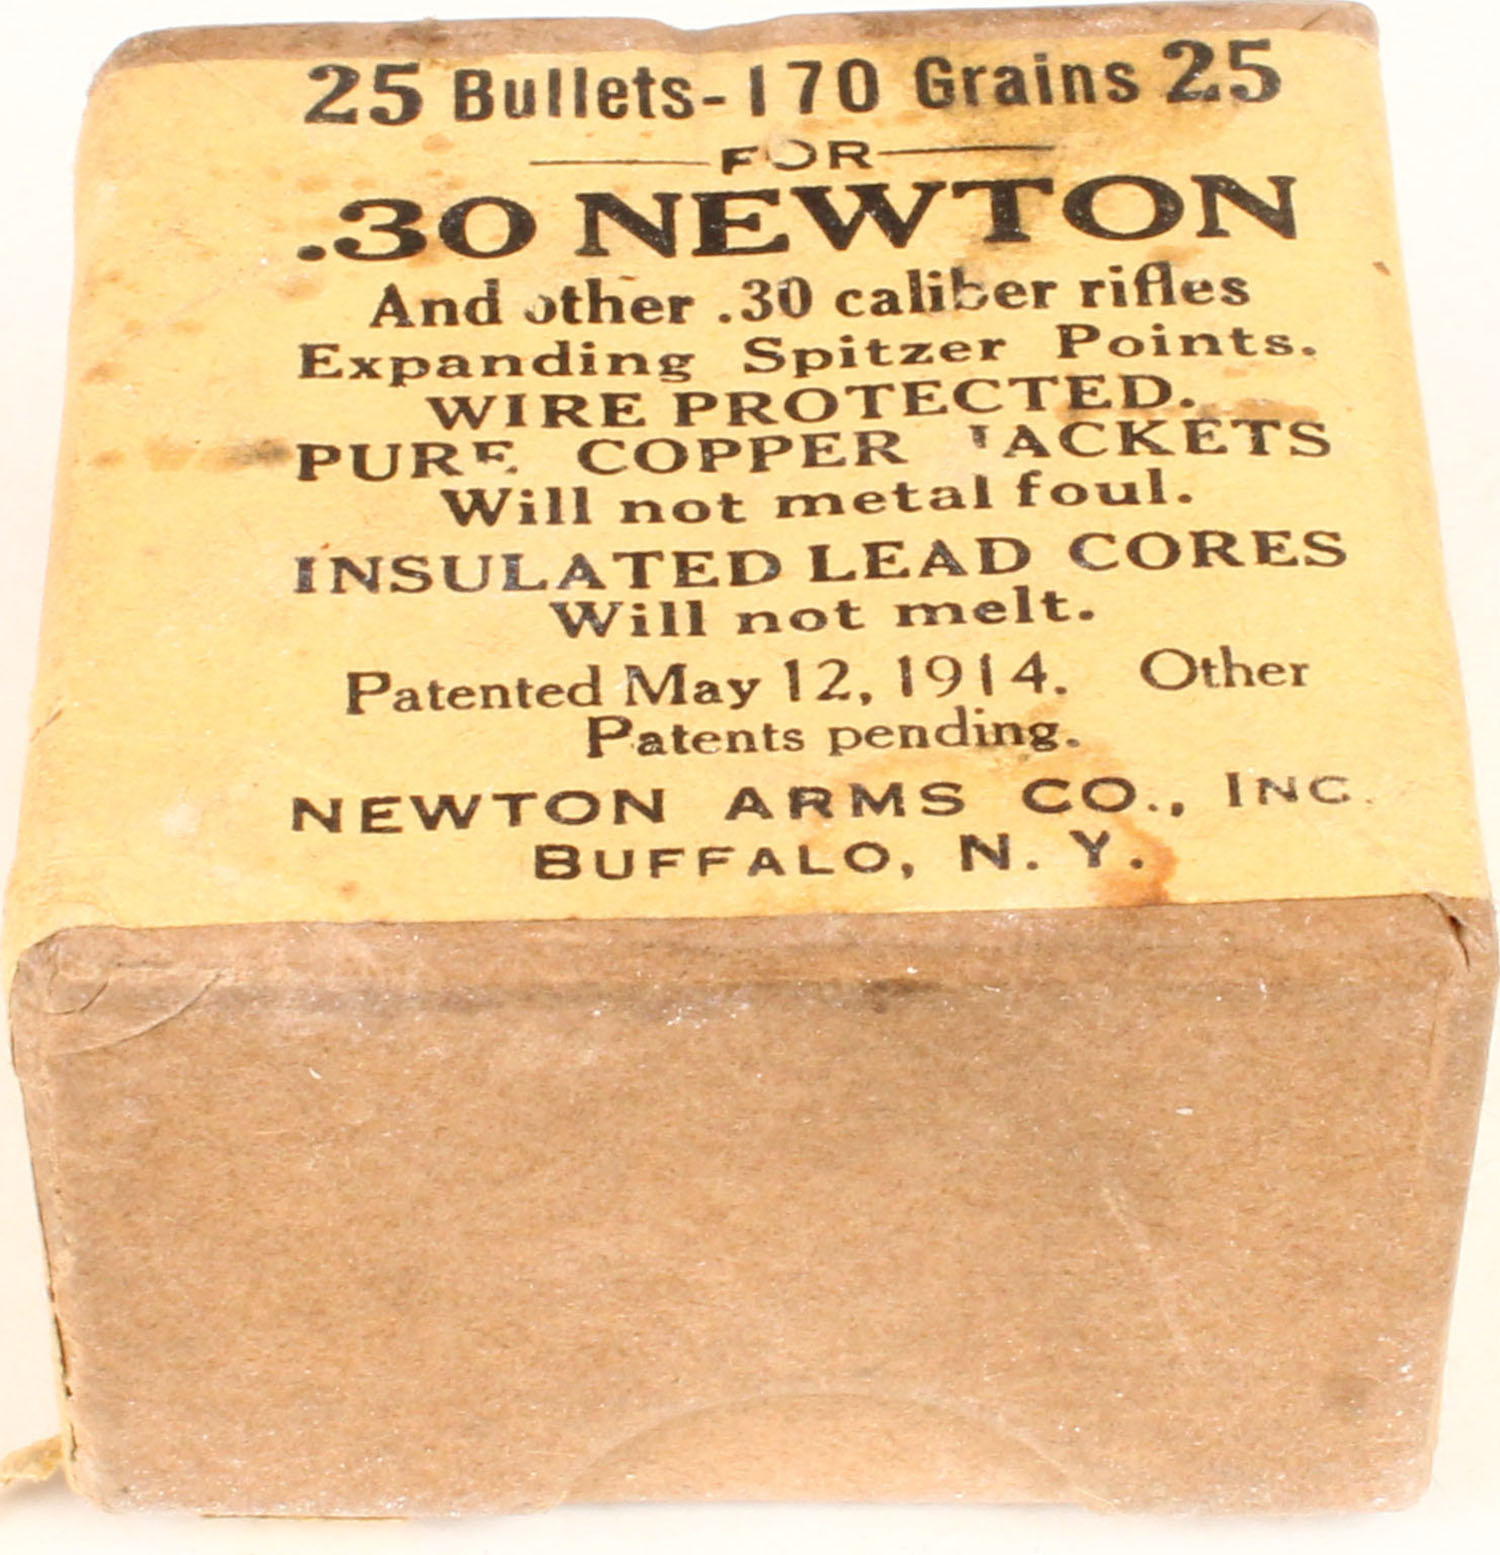 25 Bullets-170 Grains 25
FOR
.30 NEWTON
And other .30 caliber rifles
Expanding Spitzer Points.
WIRE PROTECTED.
PURE COPPER JACKETS
Will not metal foul.
INSULATED LEAD CORES
Will not melt.
Patented May 12, 1914. Other
Patents pending.
NEWTON ARMS CO., INC.
BUFFALO, N. Y.